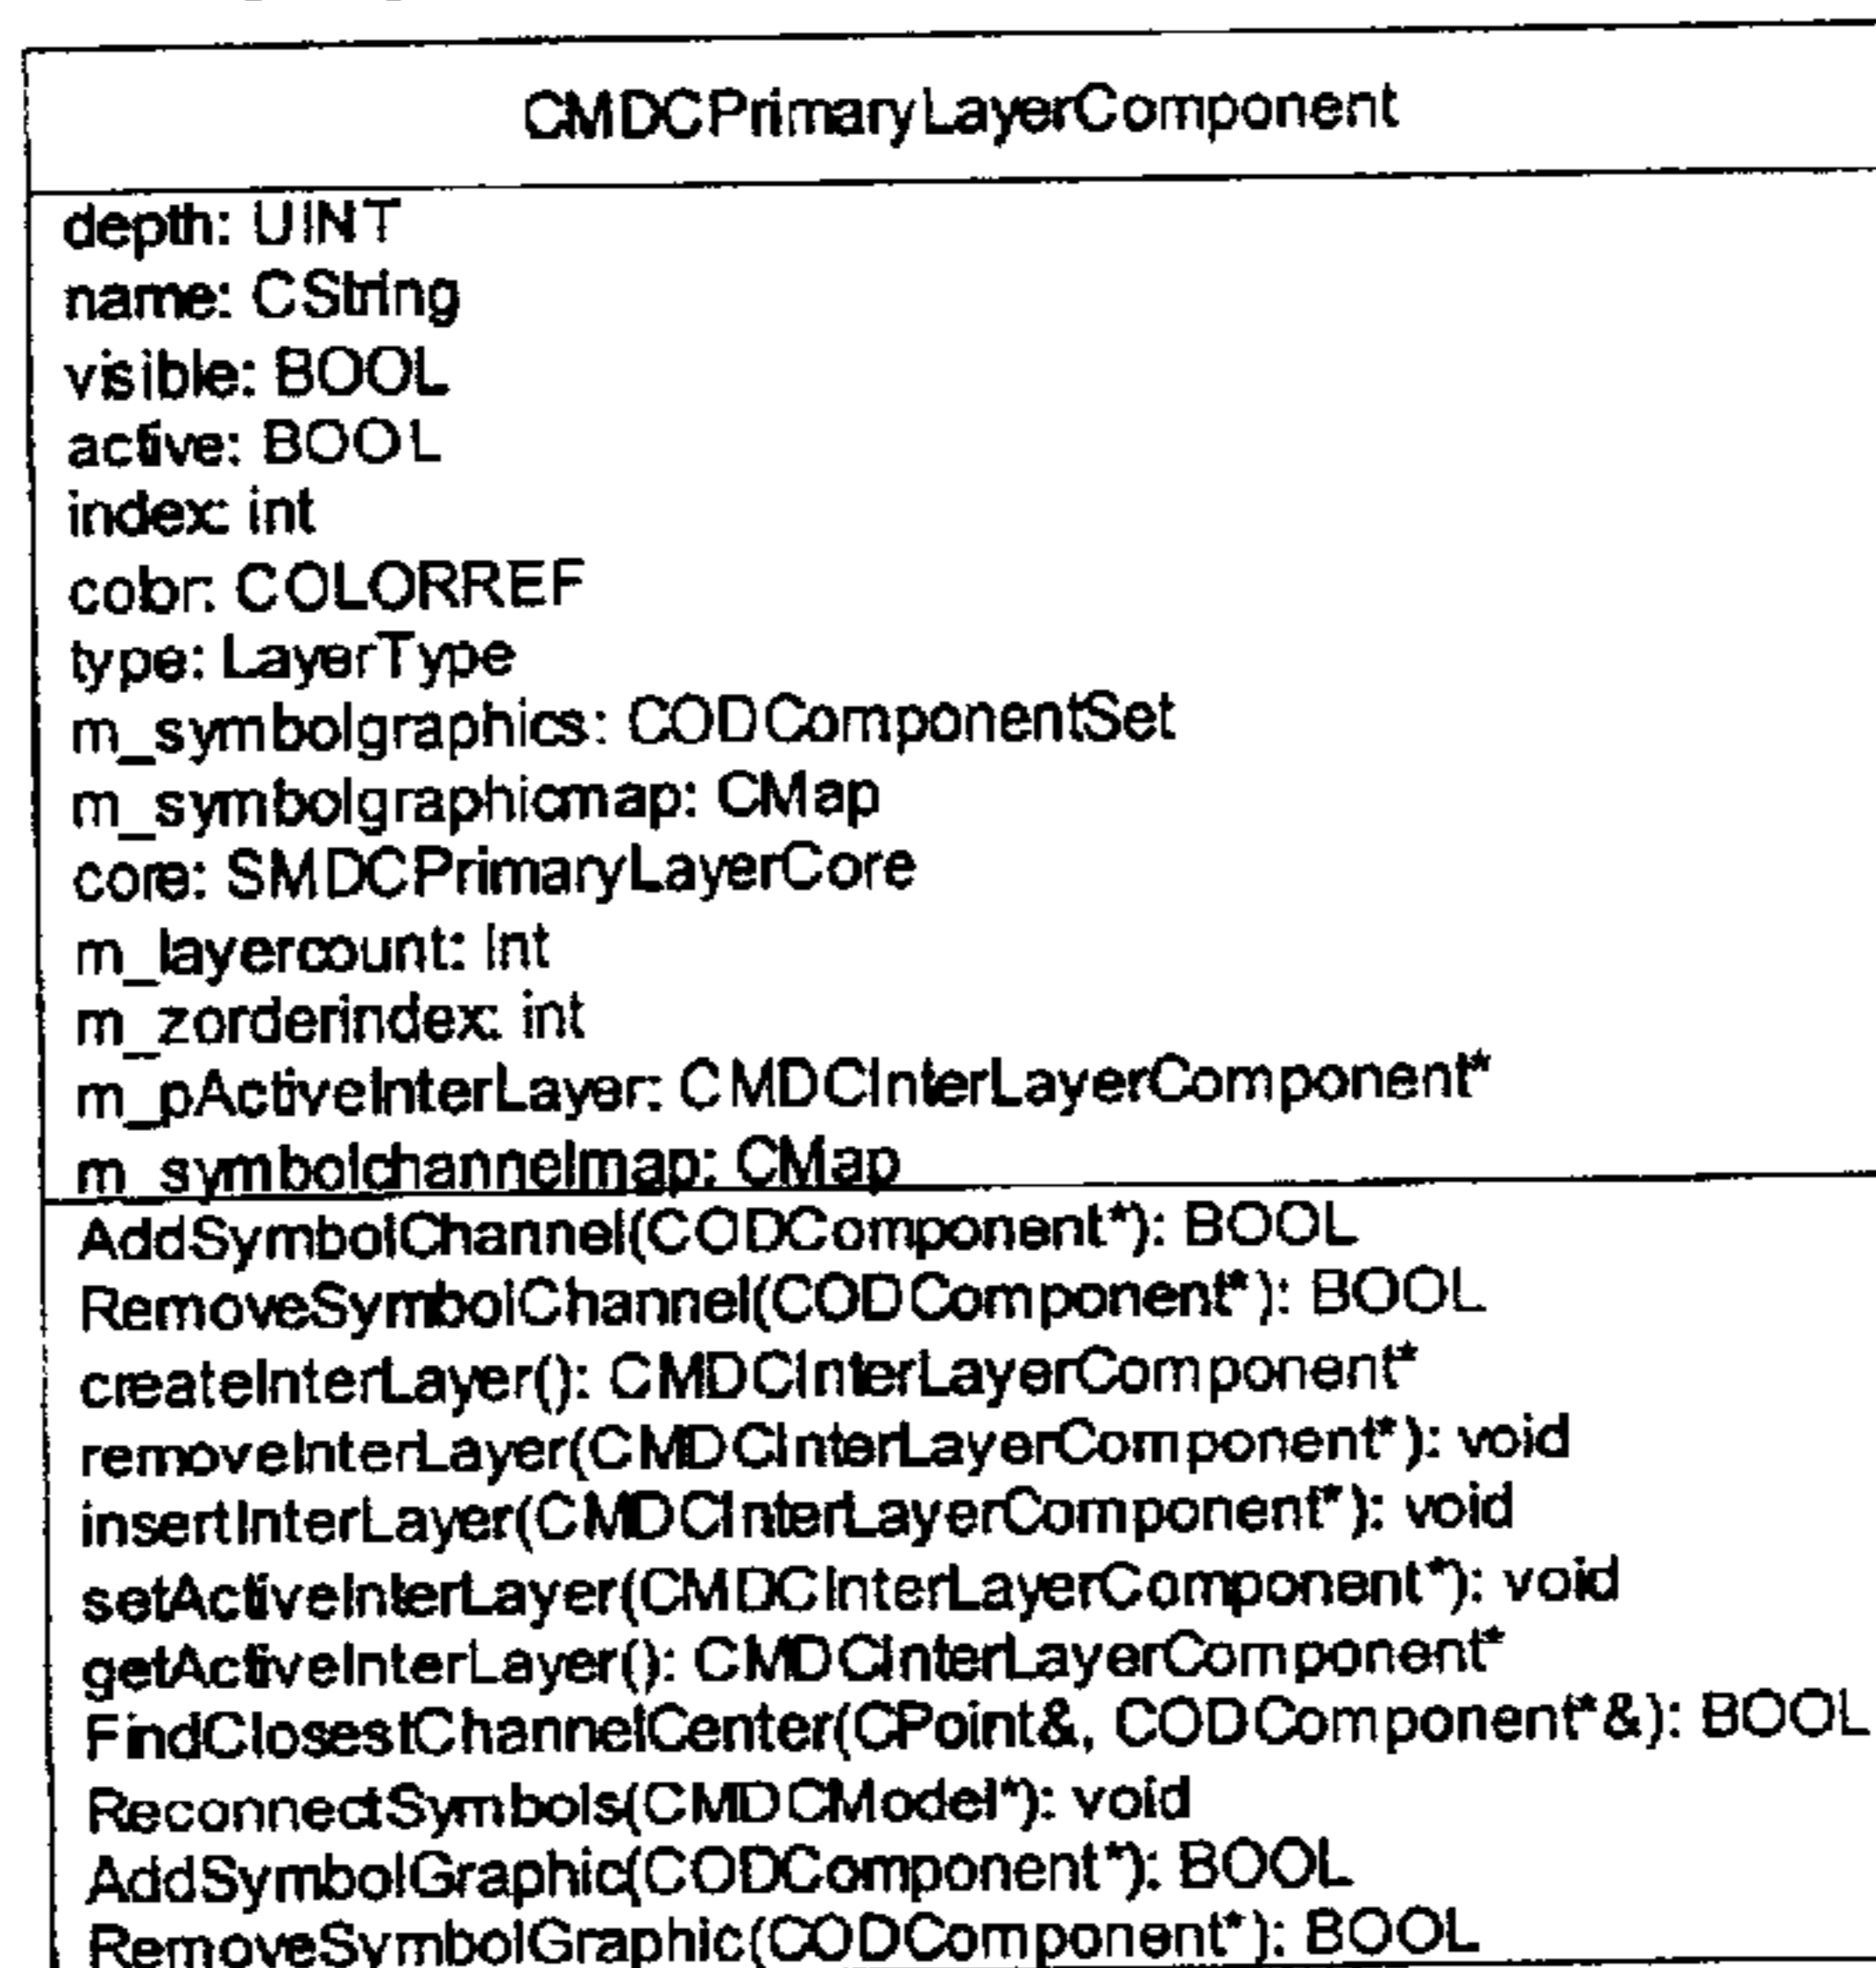 CMDCPrimaryLayerComponent
depth: UINT
name: CString
visible: BOOL
active: BOOL
index: int
color: COLORREF
type: LayerType
m_symbolgraphics: CODComponentSet
m_symbolgraphicmap: CMap
core: SMDCPrimaryLayerCore
m_layercount: int
m_zorderindex: int
m_pActiveInterLayer: CMDCInterLayerComponent*
m_symbolchannelmap: CMap
AddSymbolChannel(CODComponent*): BOOL
RemoveSymbolChannel(CODComponent*): BOOL
createInterLayer(): CMDCInterLayerComponent*
removeInterLayer(CMDCInterLayerComponent*): void
insertInterLayer(CMDCInterLayerComponent*): void
setActiveInterLayer(CMDCInterLayerComponent*): void
getActiveInterLayer(): CMDCInterLayerComponent*
FindClosestChannelCenter(CPoint&, CODComponent*&): BOOL
ReconnectSymbols(CMDCModel*): void
AddSymbolGraphic(CODComponent*): BOOL
RemoveSymbolGraphic(CODComponent*): BOOL